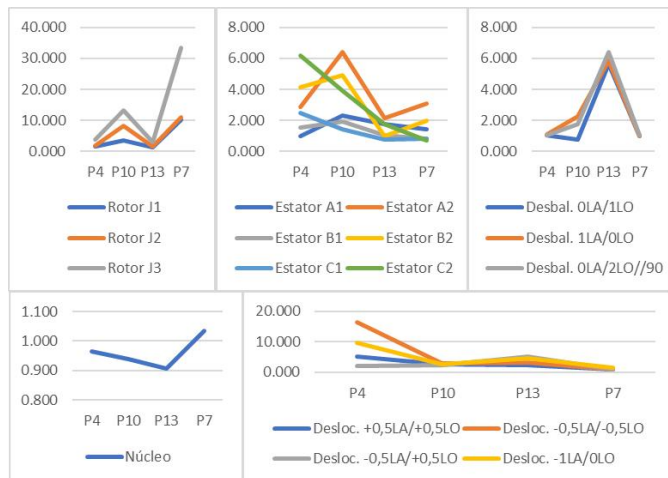 40.000
30.000
20.000
10.000
0.000
P4 P10 P13 P7
Rotor J1
Rotor J2
Rotor J3
8.000
6.000
4.000
2.000
0.000
P4 P10 P13 P7
Estator A1 Estator A2
Estator B1 Estator B2
Estator C1 Estator C2
8.000
6.000
4.000
2.000
0.000
P4 P10 P13 P7
Desbal. 0LA/1LO
Desbal. 1LA/0LO
Desbal. 0LA/2LO//90
1.100
1.000
0.900
0.800
P4 P10 P13 P7
Núcleo
20.000
10.000
0.000
P4 P10 P13 P7
Desloc. +0,5LA/+0,5LO Desloc. -0,5LA/-0,5LO
Desloc. -0,5LA/+0,5LO Desloc. -1LA/0LO